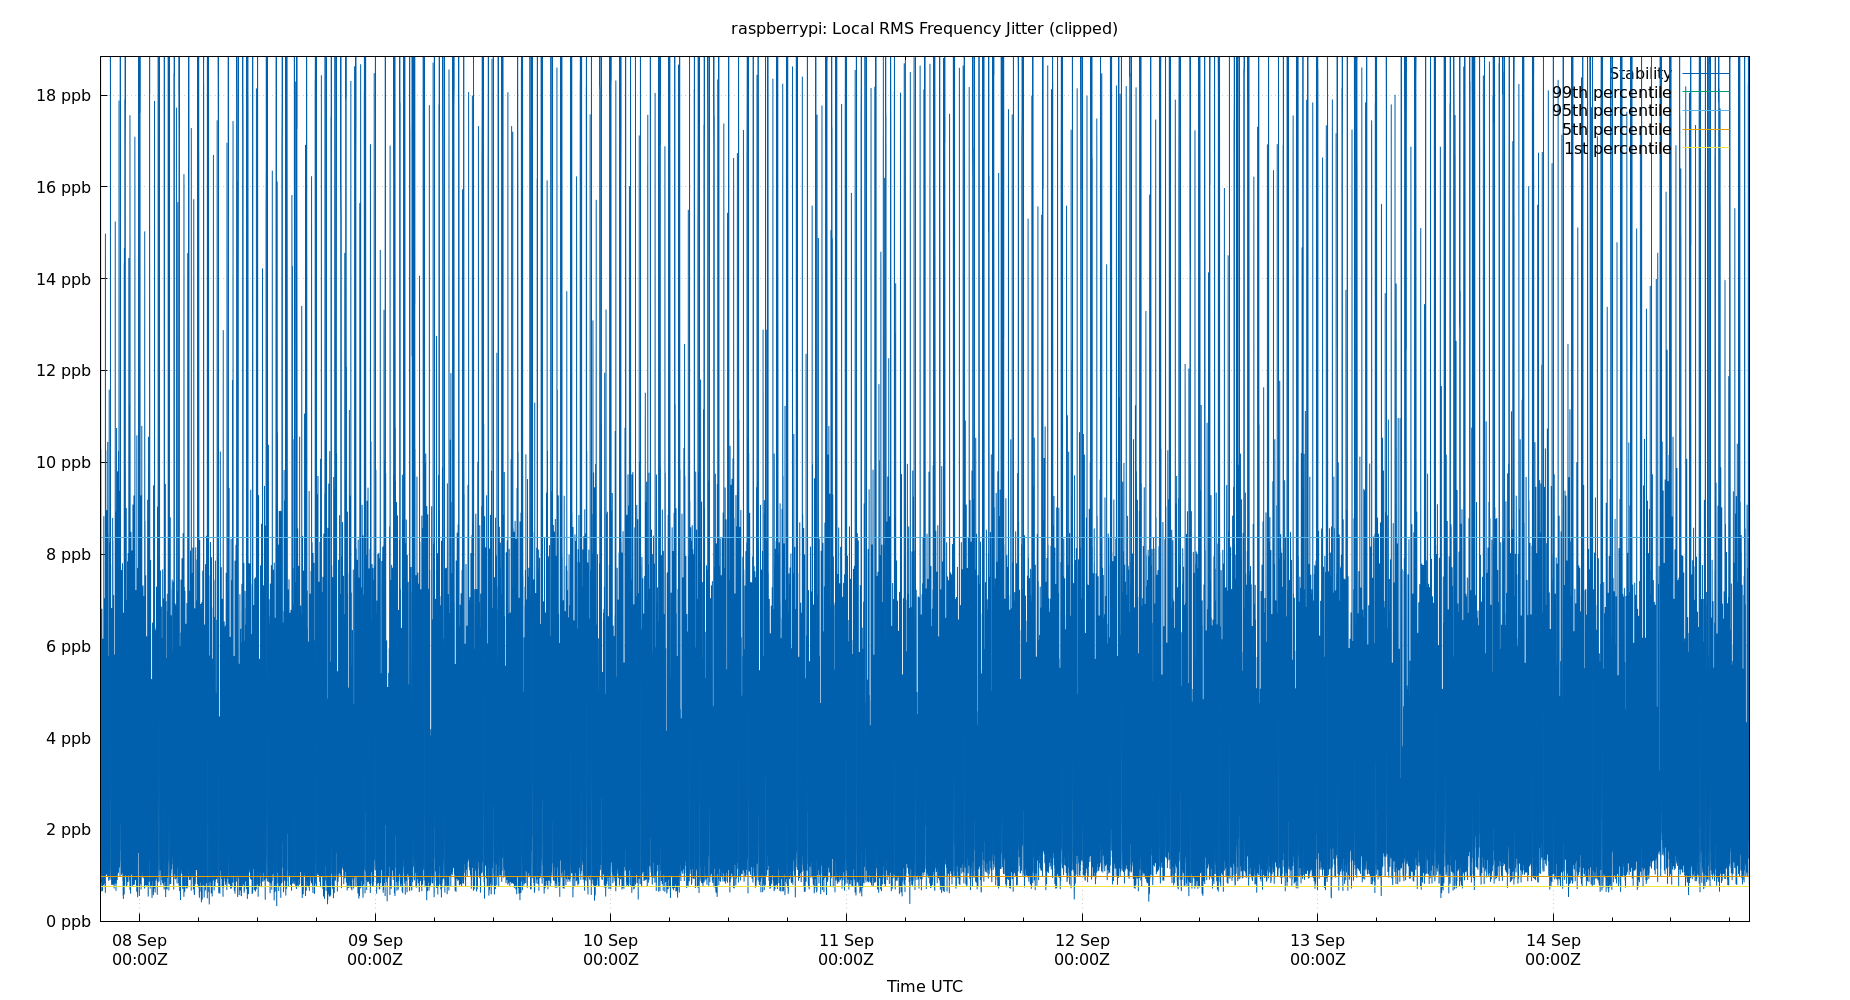 raspberrypi: Local RMS Frequency Jitter (clipped)
Stability
99th percentile
95th percentile
5th percentile
1st percentile
18 ppb
16 ppb
14 ppb
12 ppb
10 ppb
8 ppb
6 ppb
4 ppb
2 ppb
0 ppb
08 Sep 09 Sep 10 Sep 11 Sep 12 Sep 13 Sep 14 Sep
00:00Z 00:00Z 00:00Z 00:00Z 00:00Z 00:00Z 00:00Z
Time UTC